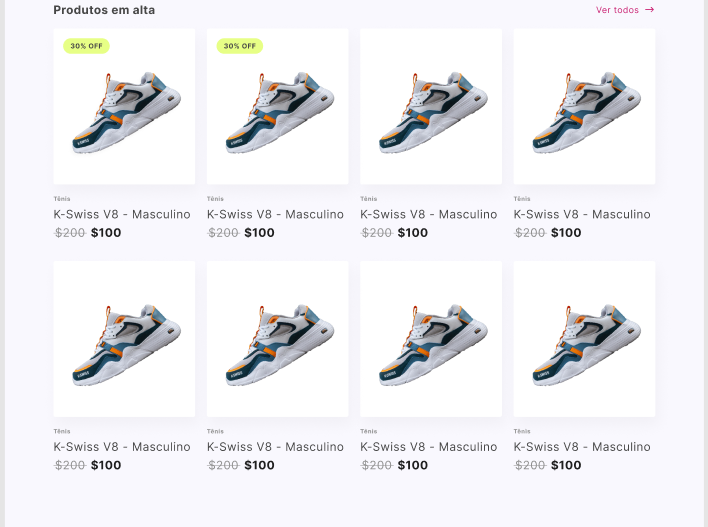 Produtos em alta
Ver todos →
30% OFF
30% OFF
Tênis
Tênis
Tênis
Tênis
K-Swiss V8 - Masculino
K-Swiss V8 - Masculino
K-Swiss V8 - Masculino
K-Swiss V8 - Masculino
$200 $100
$200 $100
$200 $100
$200 $100
Tênis
Tênis
Tênis
Tênis
K-Swiss V8 - Masculino
K-Swiss V8 - Masculino
K-Swiss V8 - Masculino
K-Swiss V8 - Masculino
$200 $100
$200 $100
$200 $100
$200 $100